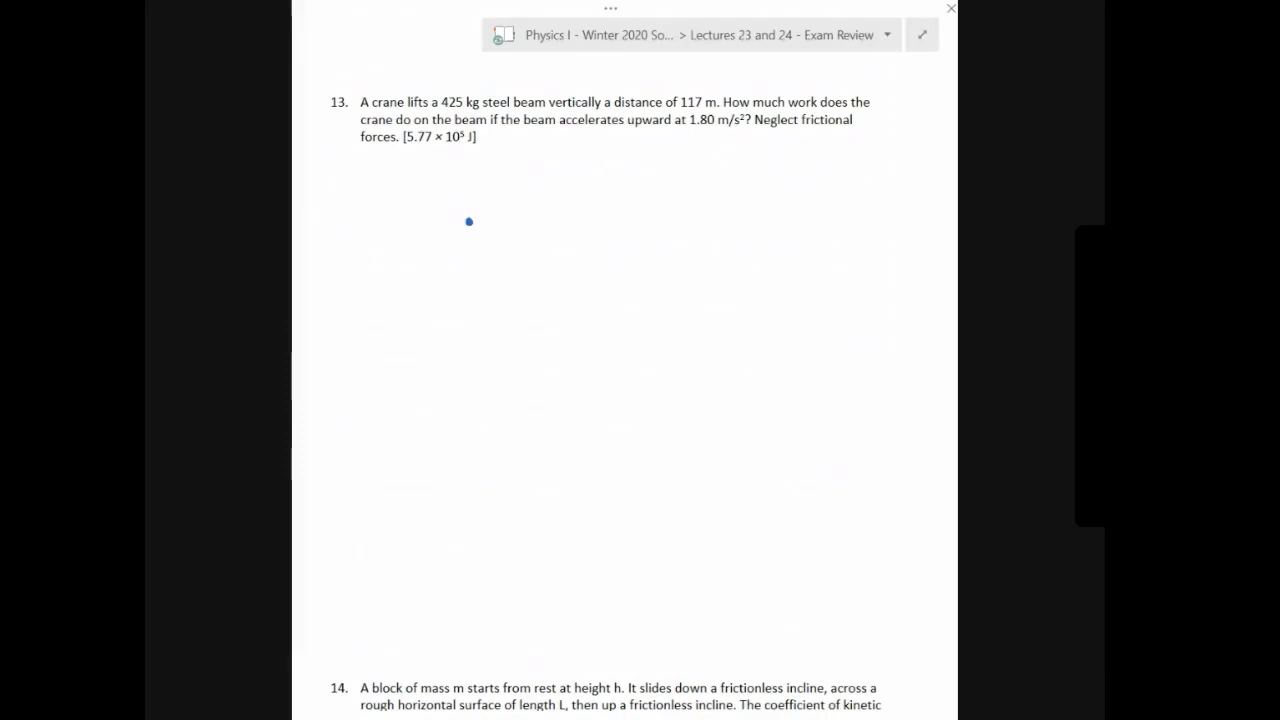 Physics I - Winter 2020 So... > Lectures 23 and 24 - Exam Review
13. A crane lifts a 425 kg steel beam vertically a distance of 117 m. How much work does the
crane do on the beam if the beam accelerates upward at 1.80 m/s²? Neglect frictional
forces. [5.77 × 10⁵ J]
14. A block of mass m starts from rest at height h. It slides down a frictionless incline, across a
rough horizontal surface of length L, then up a frictionless incline. The coefficient of kinetic